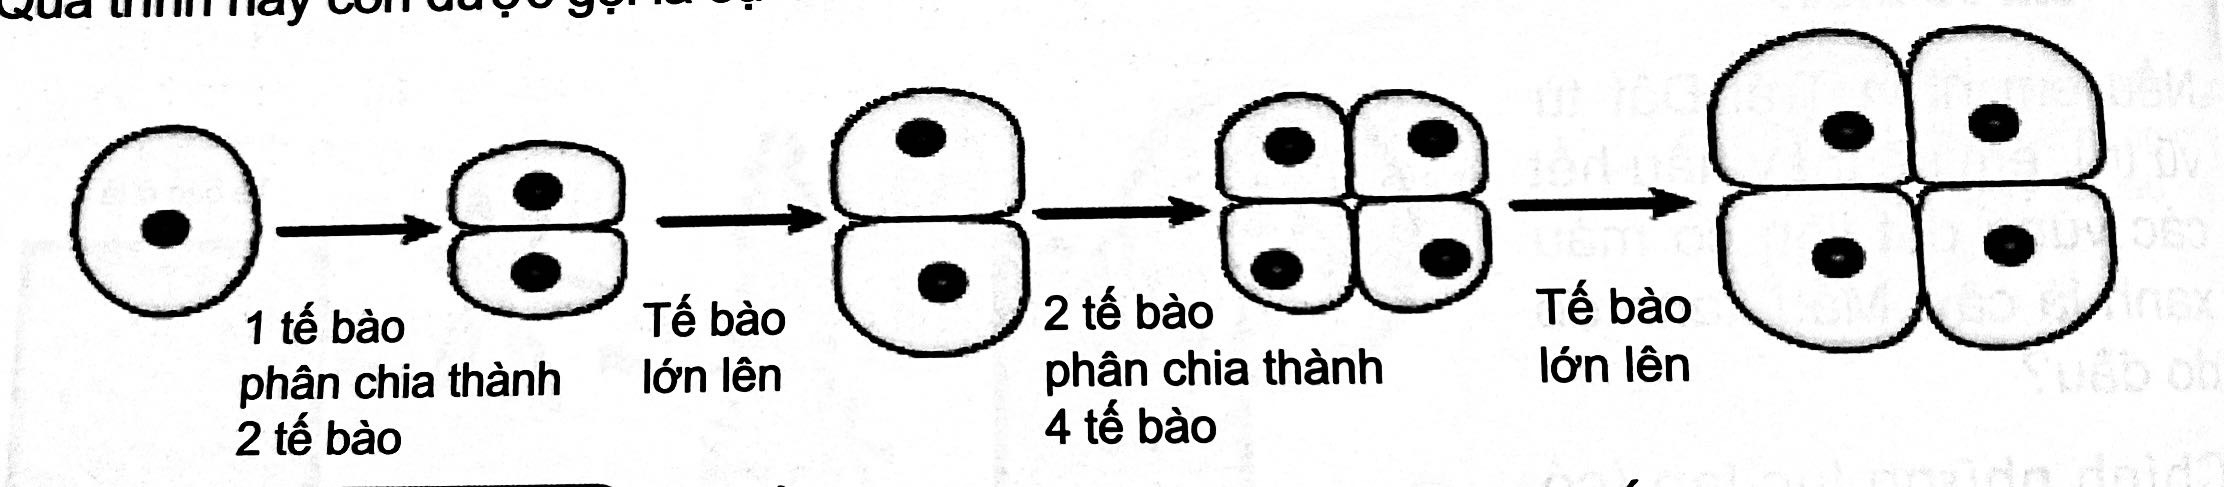 1 tế bào
phân chia thành
2 tế bào
Tế bào
lớn lên
2 tế bào
phân chia thành
4 tế bào
Tế bào
lớn lên